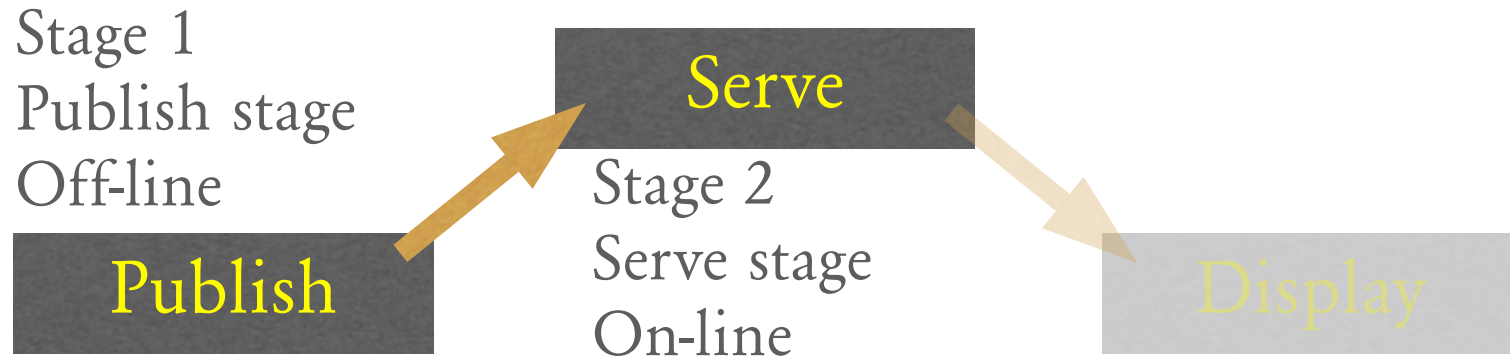 Stage 1
Publish stage
Off-line
Publish
Serve
Stage 2
Serve stage
On-line
Display